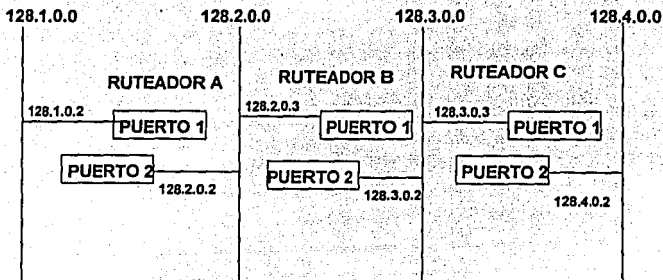 128.1.0.0 128.2.0.0 128.3.0.0 128.4.0.0
RUTEADOR A RUTEADOR B RUTEADOR C
128.1.0.2 128.2.0.3 128.3.0.3
PUERTO 1 PUERTO 1 PUERTO 1
PUERTO 2 PUERTO 2 PUERTO 2
128.2.0.2 128.3.0.2 128.4.0.2